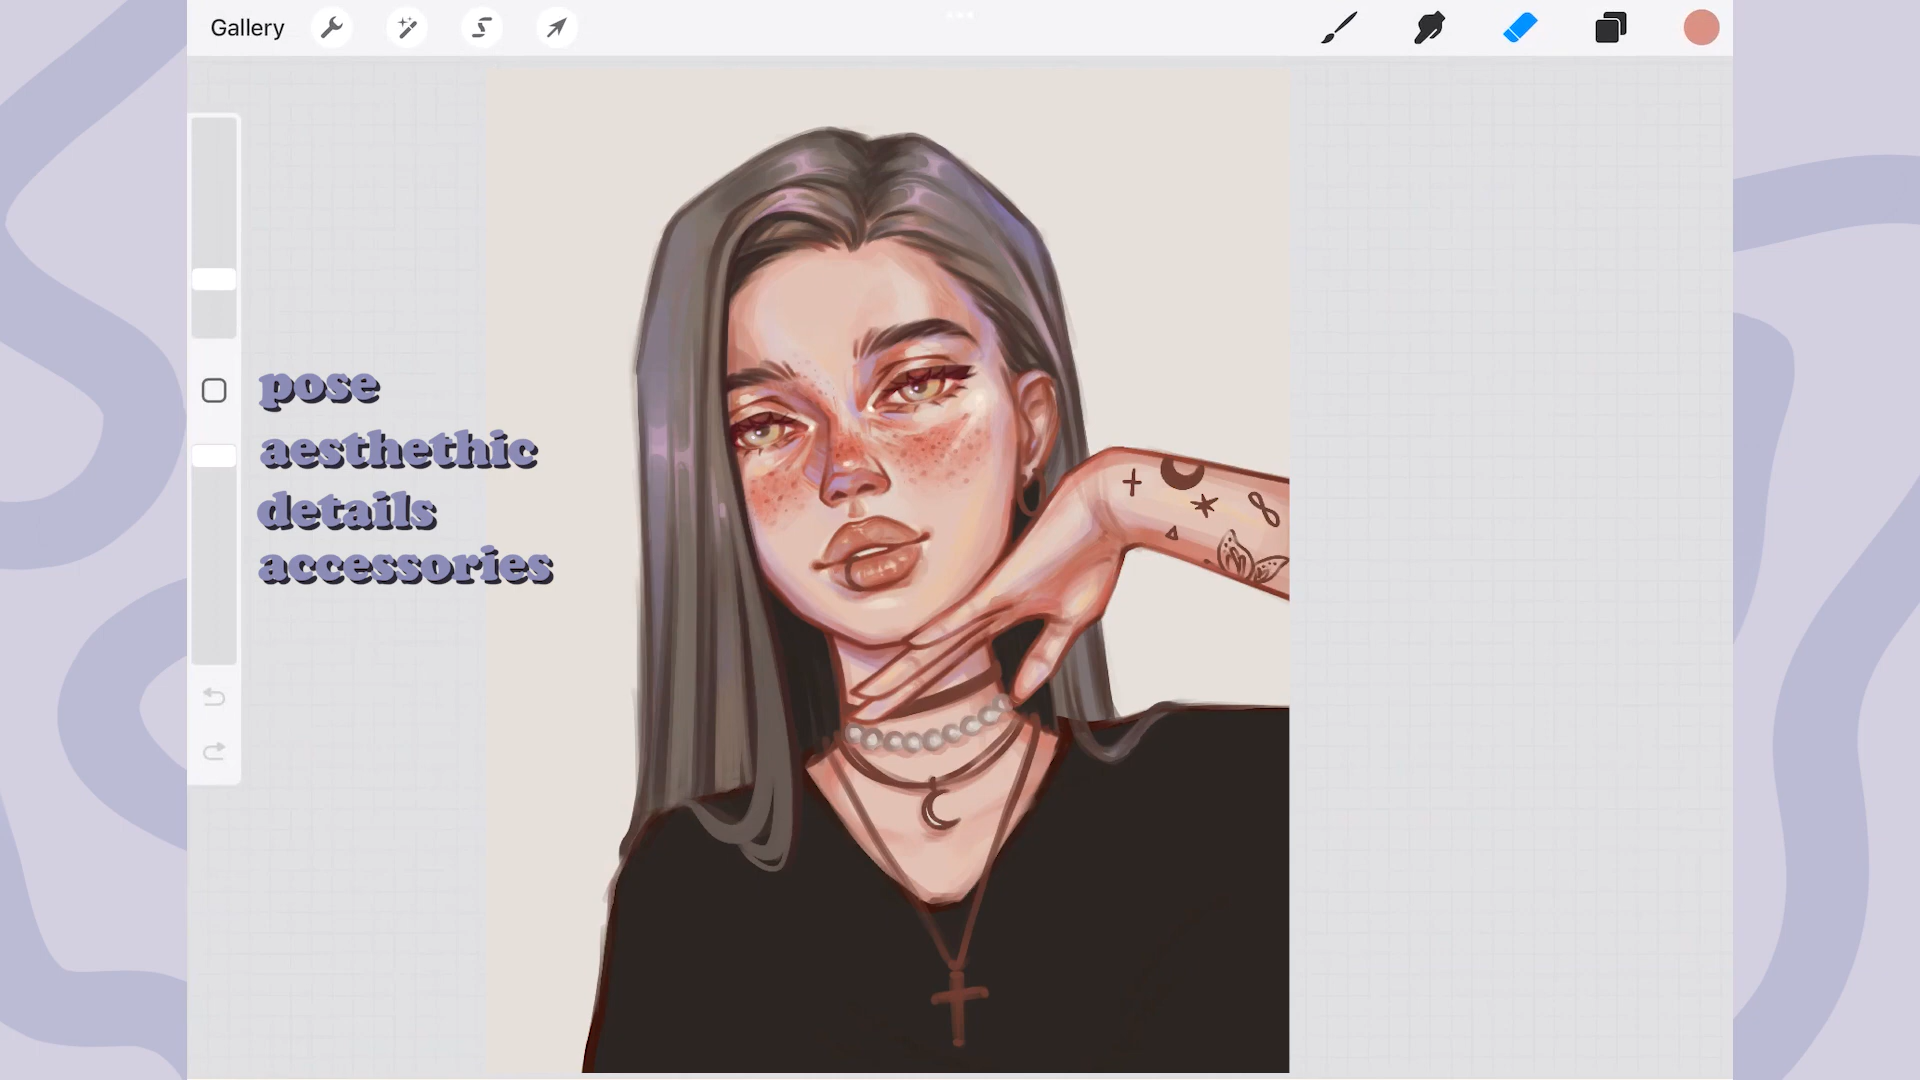 Gallery
pose
aesthethic
details
accessories